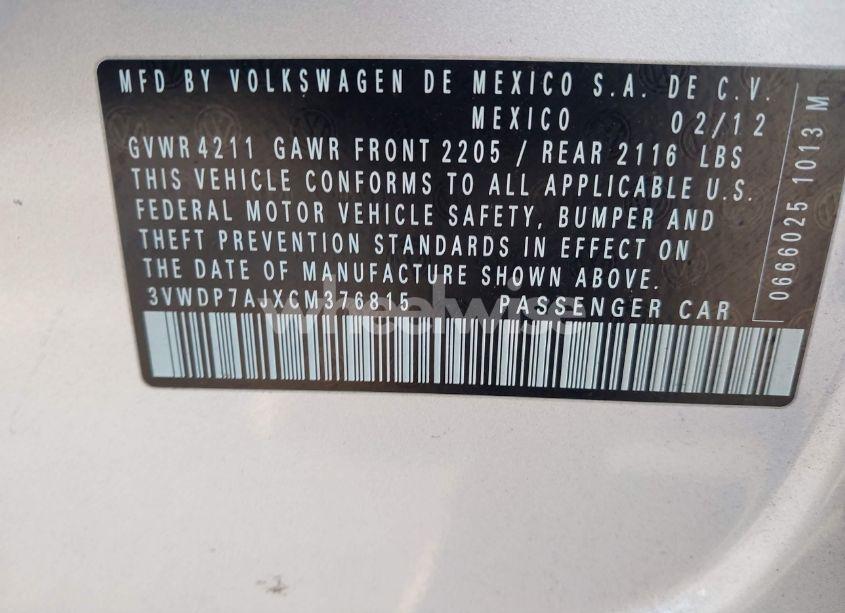 MFD BY VOLKSWAGEN DE MEXICO S.A. DE C.V.
MEXICO 02/12
GVWR 4211 GAWR FRONT 2205 / REAR 2116 LBS
THIS VEHICLE CONFORMS TO ALL APPLICABLE U.S.
FEDERAL MOTOR VEHICLE SAFETY, BUMPER AND
THEFT PREVENTION STANDARDS IN EFFECT ON
THE DATE OF MANUFACTURE SHOWN ABOVE.
3VWDP7AJXCM376815 PASSENGER CAR
wheelwise
0666025 1013 M